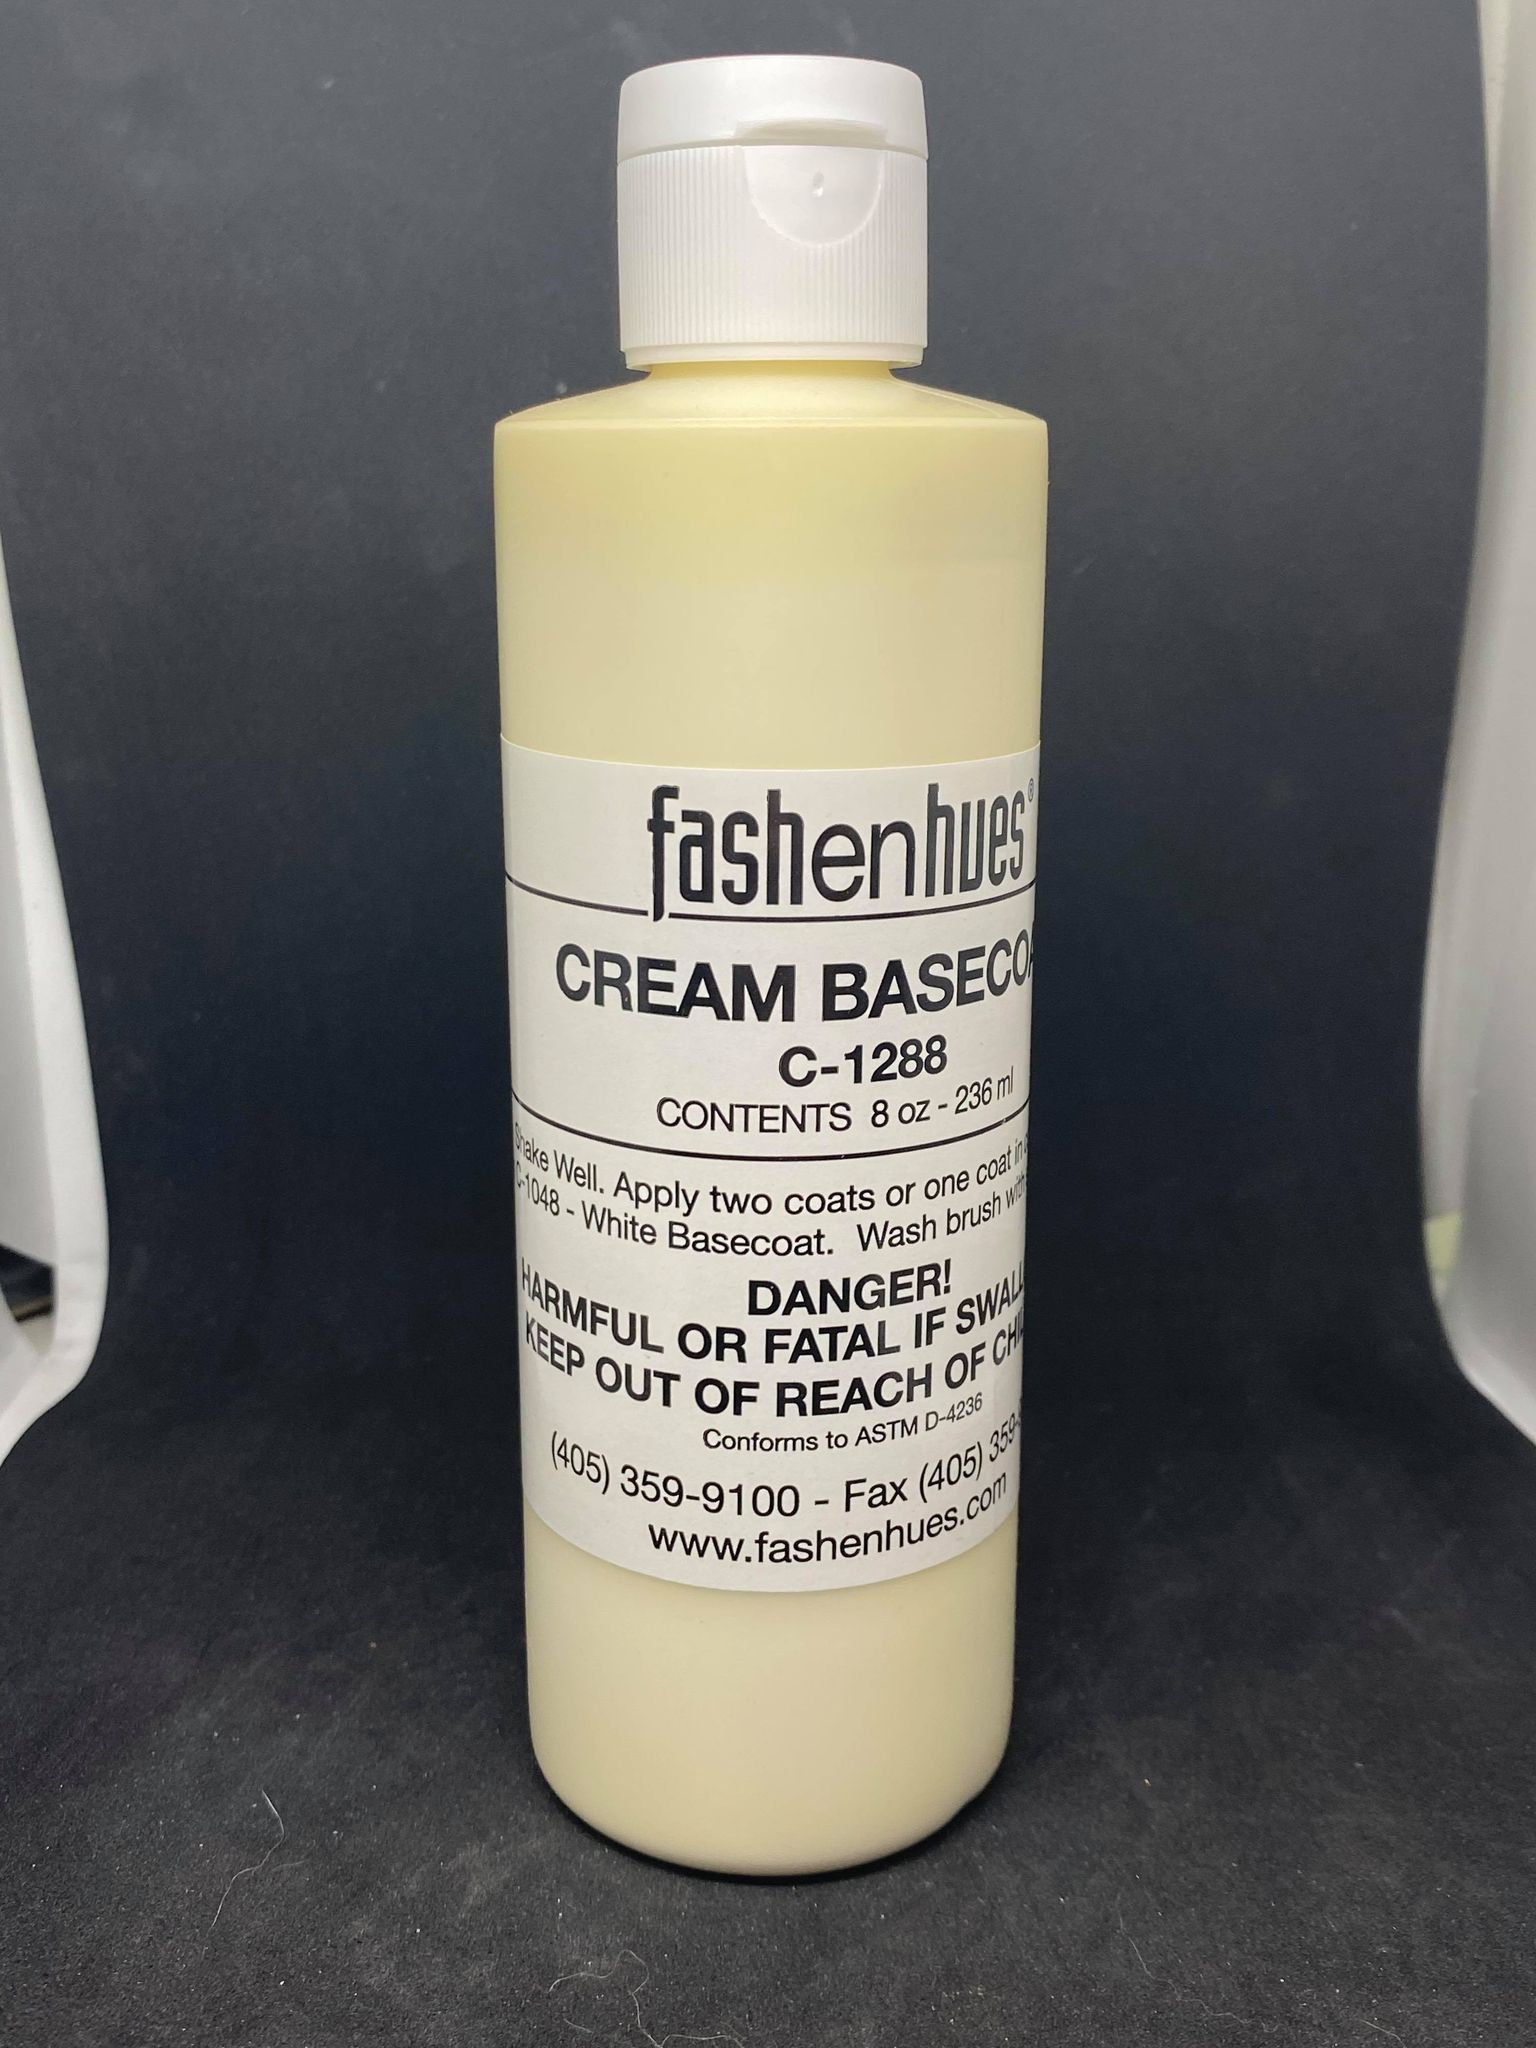 fashenhues®
CREAM BASECOA
C-1288
CONTENTS 8 oz - 236 ml
Shake Well. Apply two coats or one coat in
C-1048 - White Basecoat. Wash brush with
DANGER!
HARMFUL OR FATAL IF SWALL
KEEP OUT OF REACH OF CHI
Conforms to ASTM D-4236
(405) 359-9100 - Fax (405) 359-
www.fashenhues.com